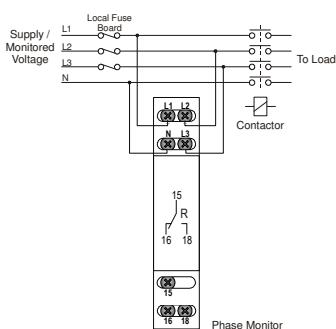 Local Fuse
Board
Supply /
Monitored
Voltage
L1
L2
L3
N
To Load
Contactor
L1 L2
N L3
15
R
16 18
15
16 18
Phase Monitor